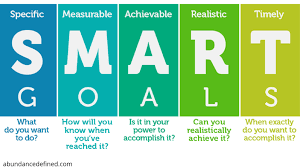 Specific Measurable Achievable Realistic Timely
SMART
GOALS
What do you want to do?
How will you know when you've reached it?
Is it in your power to accomplish it?
Can you realistically achieve it?
When exactly do you want to accomplish it?
abundancedefined.com